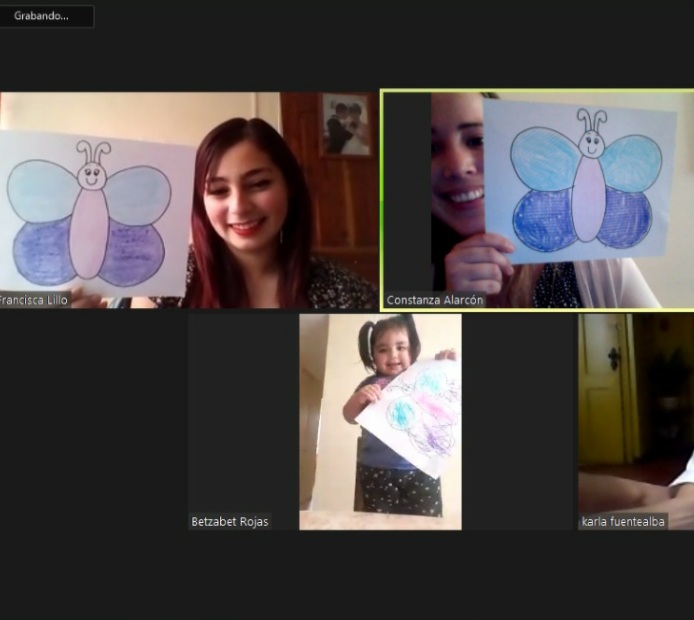 Grabando...
Francisca Lillo
Constanza Alarcón
Betzabet Rojas
karla fuentealba